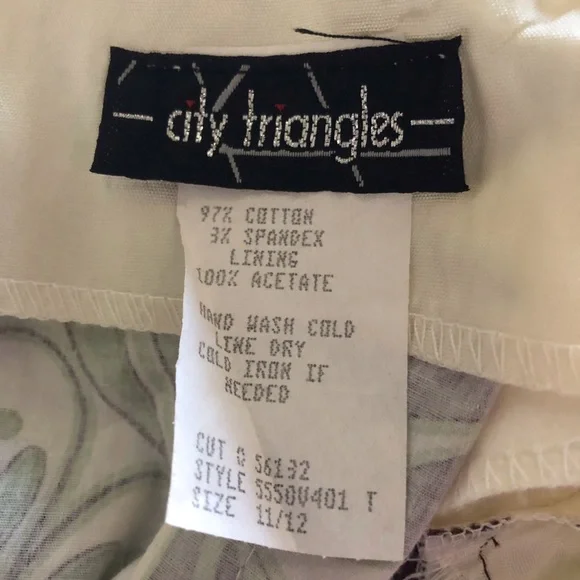 city triangles
97% COTTON
3% SPANDEX
LINING
100% ACETATE
HAND WASH COLD
LINE DRY
COLD IRON IF
NEEDED
CUT @ 56132
STYLE 5550V401 T
SIZE 11/12